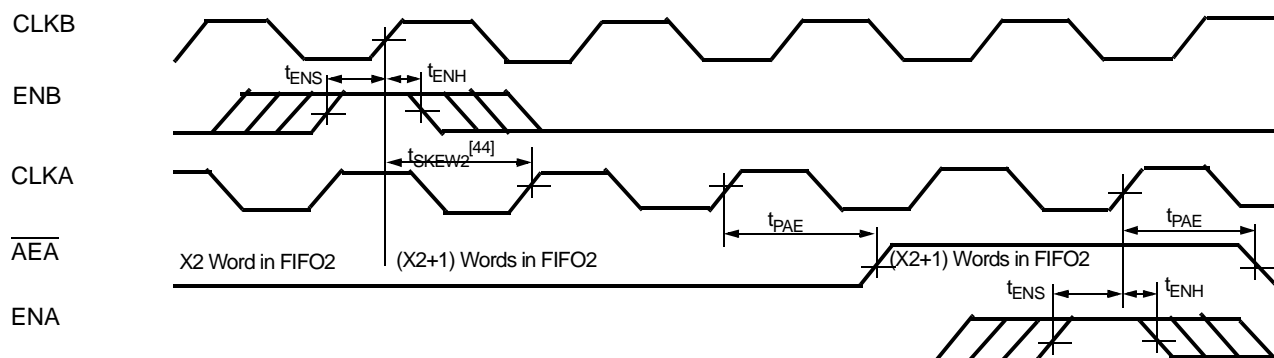 CLKB
tENS
tENH
ENB
tSKEW2[44]
CLKA
tPAE
tPAE
AEA
X2 Word in FIFO2
(X2+1) Words in FIFO2
(X2+1) Words in FIFO2
tENS
tENH
ENA